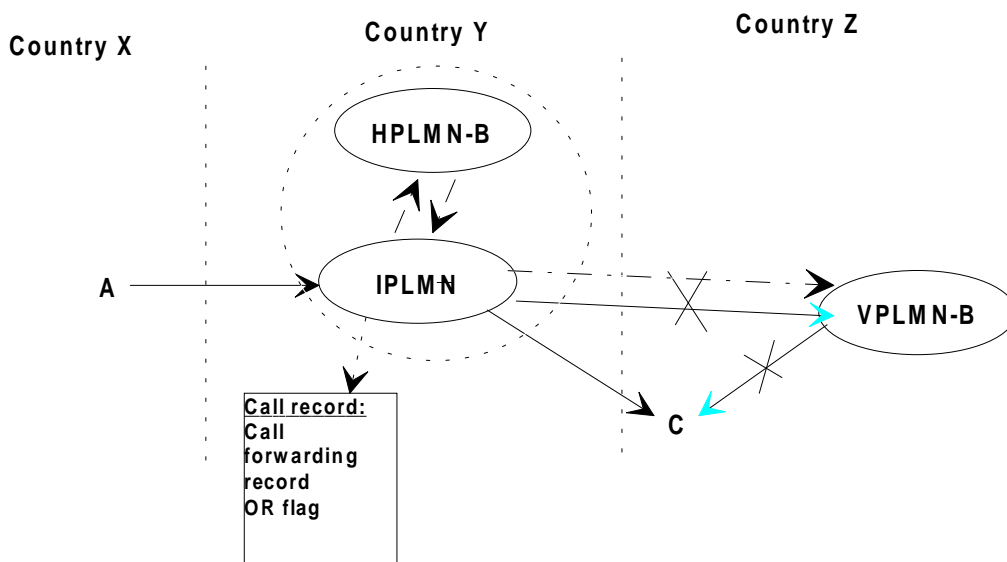 Country X
Country Y
Country Z
HPLMN-B
IPLMN
A
VPLMN-B
C
Call record:
Call
forwarding
record
OR flag